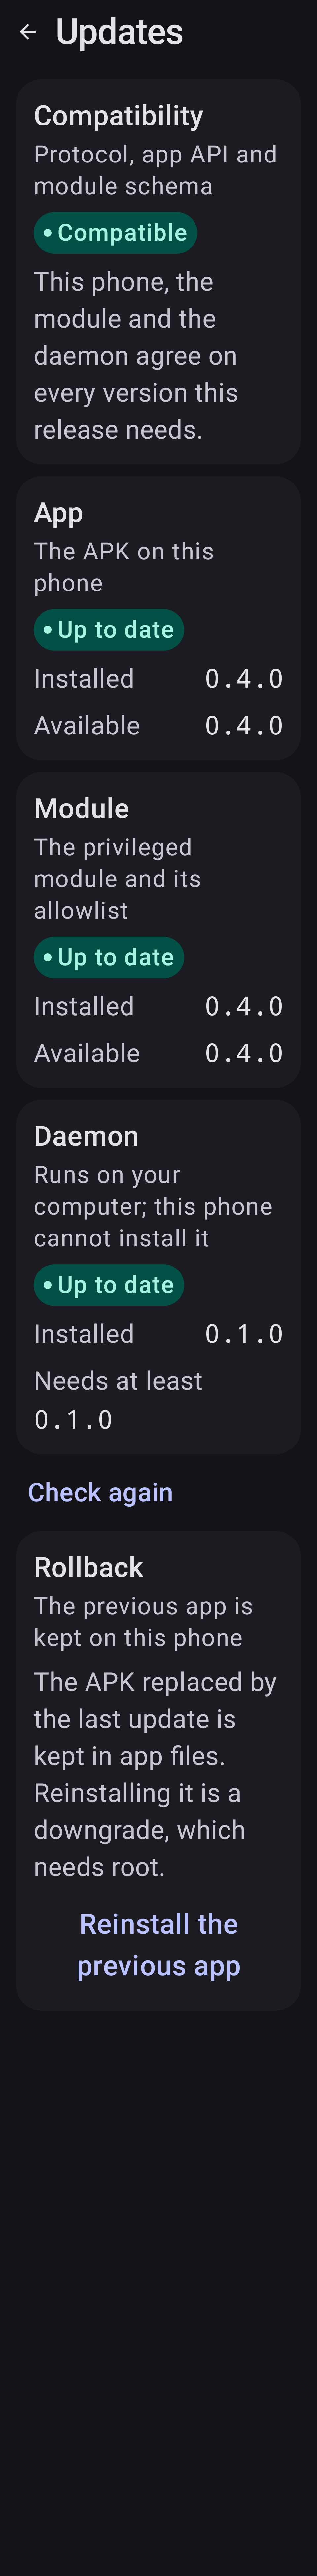 Updates
Compatibility
Protocol, app API and
module schema
Compatible
This phone, the
module and the
daemon agree on
every version this
release needs.
App
The APK on this
phone
Up to date
Installed 0.4.0
Available 0.4.0
Module
The privileged
module and its
allowlist
Up to date
Installed 0.4.0
Available 0.4.0
Daemon
Runs on your
computer; this phone
cannot install it
Up to date
Installed 0.1.0
Needs at least
0.1.0
Check again
Rollback
The previous app is
kept on this phone
The APK replaced by
the last update is
kept in app files.
Reinstalling it is a
downgrade, which
needs root.
Reinstall the
previous app